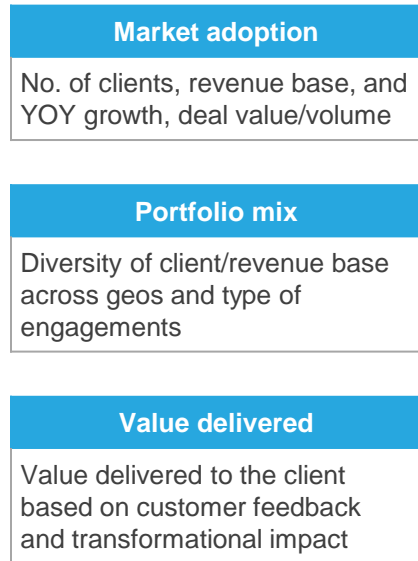 Market adoption
No. of clients, revenue base, and
YOY growth, deal value/volume
Portfolio mix
Diversity of client/revenue base
across geos and type of
engagements
Value delivered
Value delivered to the client
based on customer feedback
and transformational impact